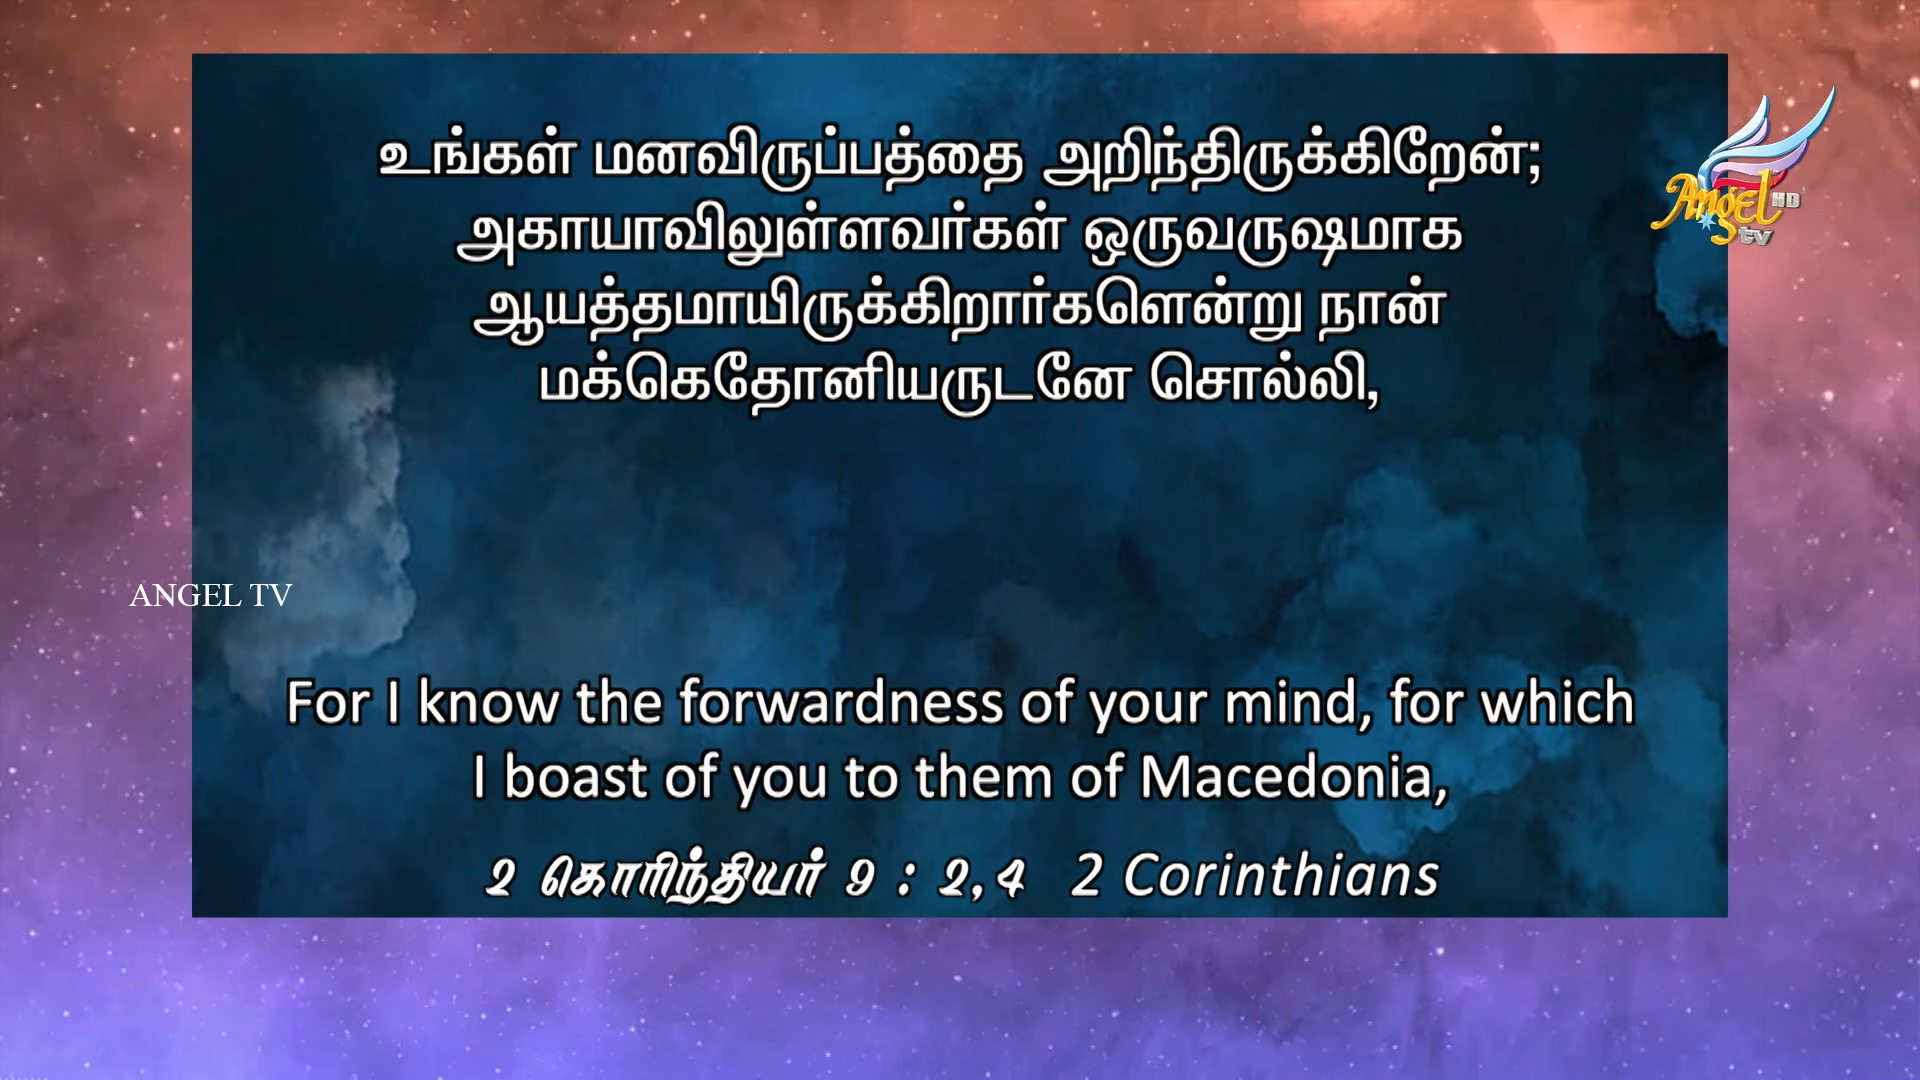 உங்கள் மனவிருப்பத்தை அறிந்திருக்கிறேன்;
அகாயாவிலுள்ளவர்கள் ஒருவருஷமாக
ஆயத்தமாயிருக்கிறார்களென்று நான்
மக்கெதோனியருடனே சொல்லி,
Angel HD
tv
ANGEL TV
For I know the forwardness of your mind, for which
I boast of you to them of Macedonia,
2 கொரிந்தியர் 9 : 2,4 2 Corinthians